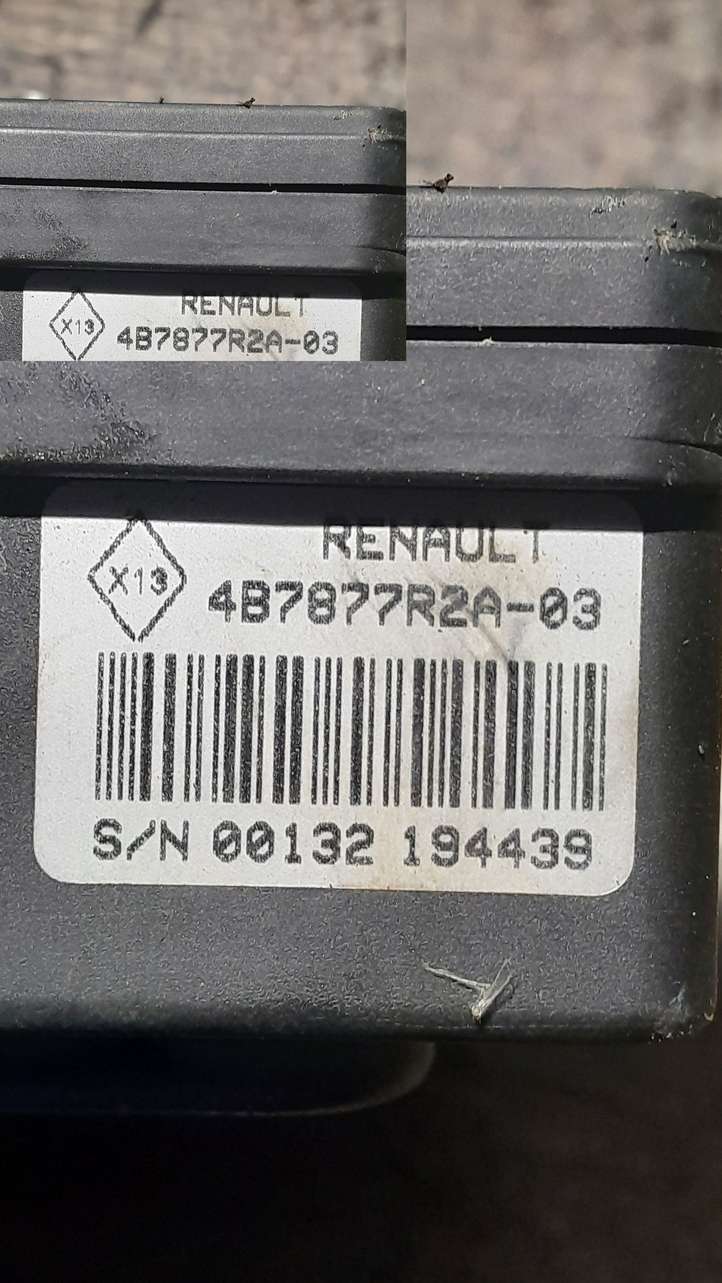 RENAULT
X13
4B7877R2A-03
RENAULT
X13
4B7877R2A-03
S/N 00132 194439